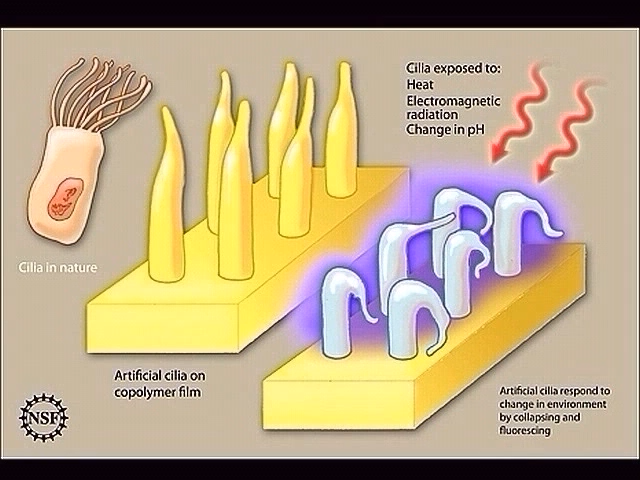 Cilla exposed to:
Heat
Electromagnetic
radiation
Change in pH
Cilia in nature
Artificial cilia on
copolymer film
Artificial cilia respond to
change in environment
by collapsing and
fluorescing
NSF